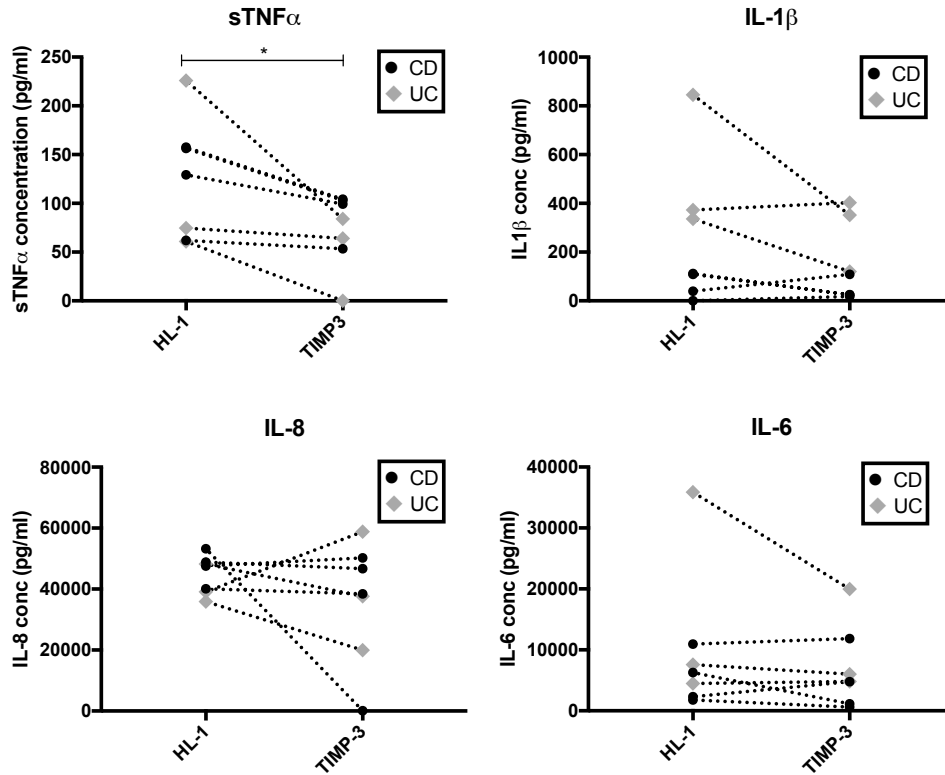 sTNFα
sTNFα concentration (pg/ml)
250
200
150
100
50
0
*
CD
UC
HL-1
TIMP3
IL-1β
IL1β conc (pg/ml)
1000
800
600
400
200
0
CD
UC
HL-1
TIMP-3
IL-8
IL-8 conc (pg/ml)
80000
60000
40000
20000
0
CD
UC
HL-1
TIMP-3
IL-6
IL-6 conc (pg/ml)
40000
30000
20000
10000
0
CD
UC
HL-1
TIMP-3